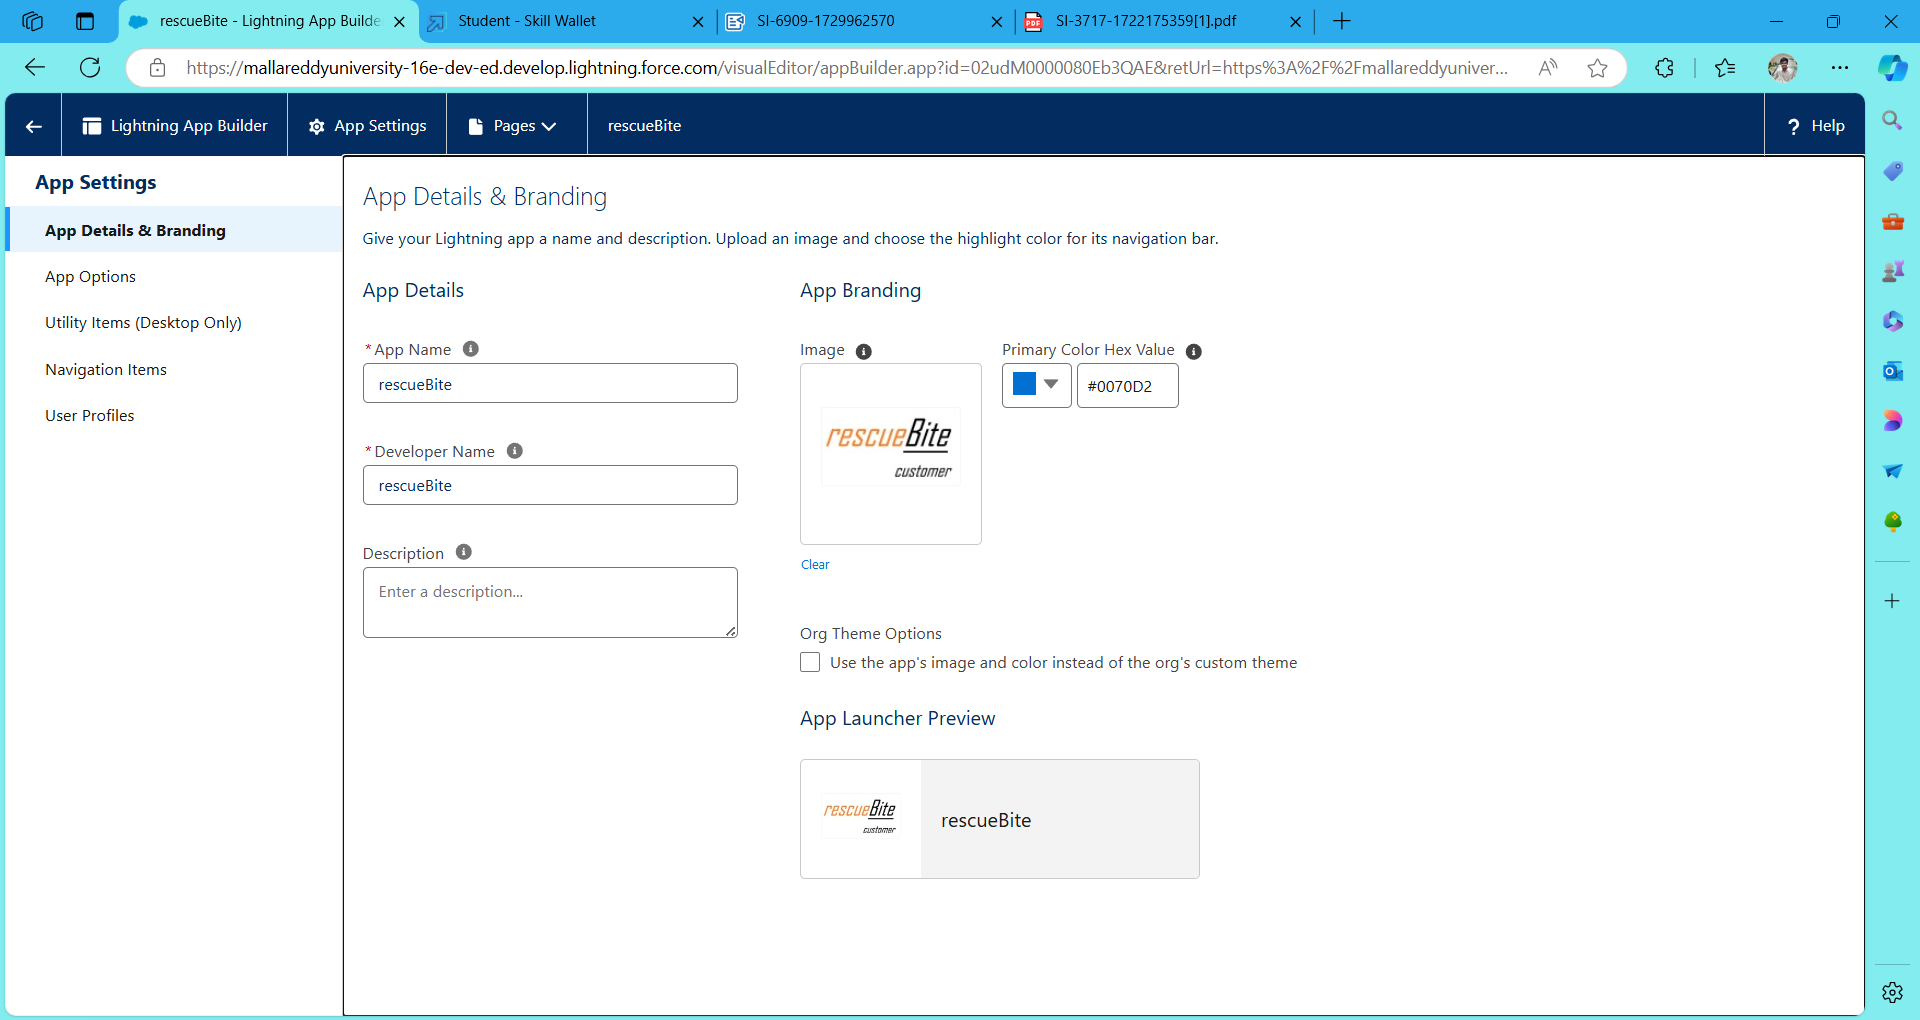 rescueBite - Lightning App Builde
Student - Skill Wallet
SI-6909-1729962570
SI-3717-1722175359[1].pdf
https://mallareddyuniversity-16e-dev-ed.develop.lightning.force.com/visualEditor/appBuilder.app?id=02udM0000080Eb3QAE&retUrl=https%3A%2F%2Fmallareddyuniver...
Lightning App Builder
App Settings
Pages
rescueBite
? Help
App Settings
App Details & Branding
App Options
Utility Items (Desktop Only)
Navigation Items
User Profiles
App Details & Branding
Give your Lightning app a name and description. Upload an image and choose the highlight color for its navigation bar.
App Details
*App Name
rescueBite
*Developer Name
rescueBite
Description
Enter a description...
App Branding
Image
rescueBite
customer
Clear
Primary Color Hex Value
#0070D2
Org Theme Options
Use the app's image and color instead of the org's custom theme
App Launcher Preview
rescueBite
customer
rescueBite